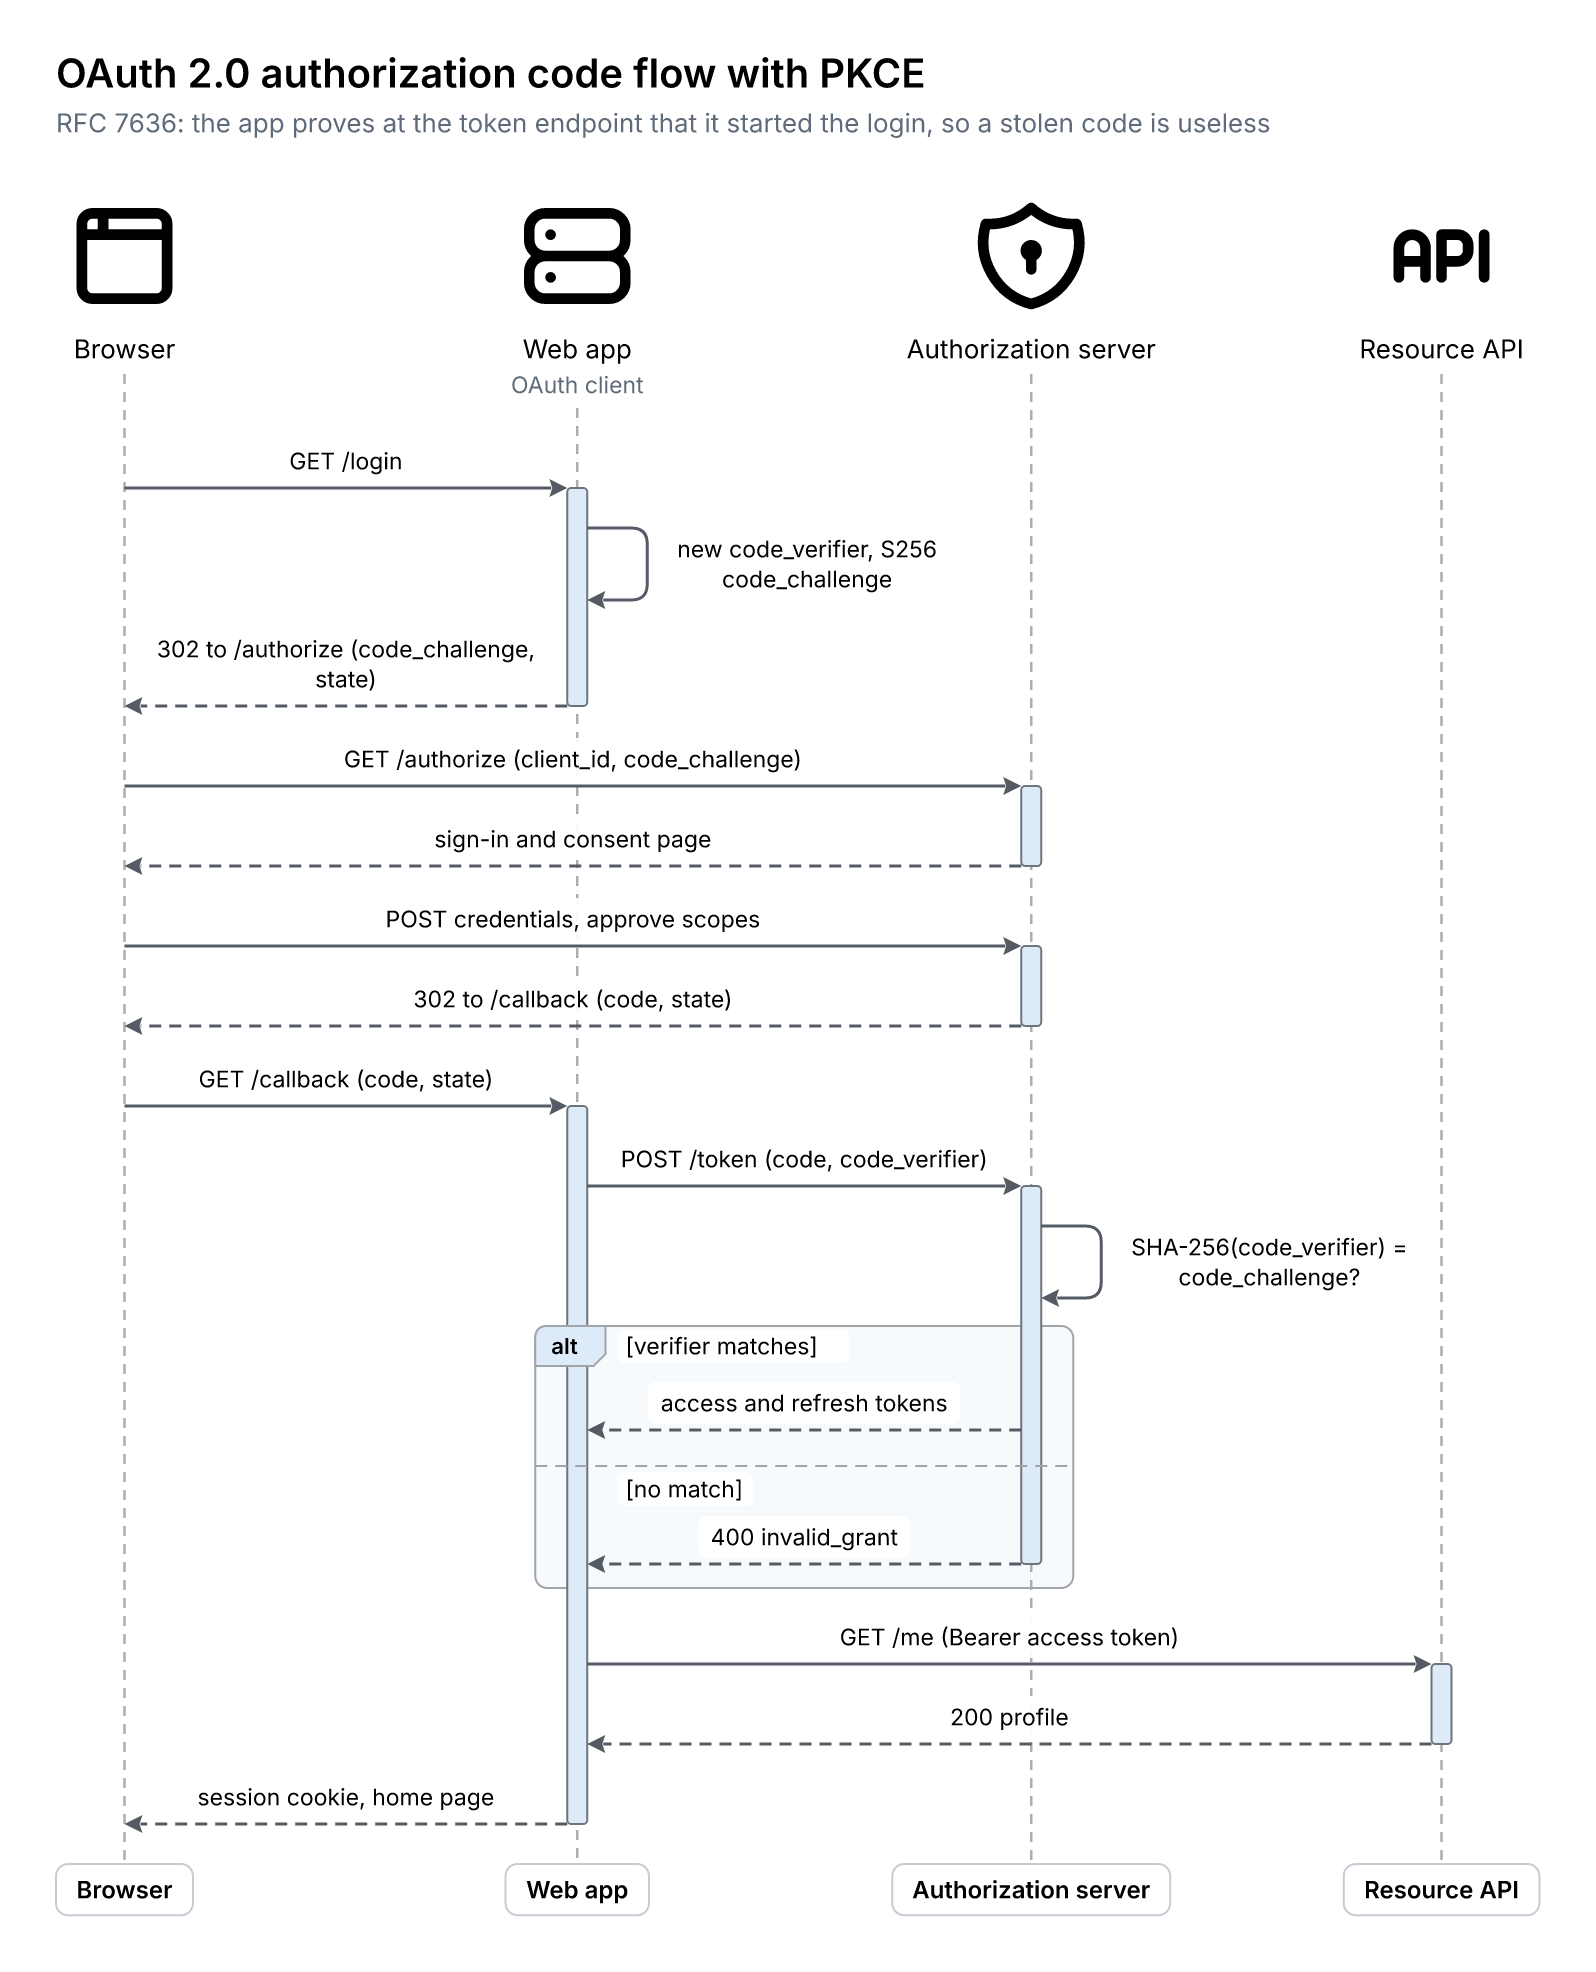 OAuth 2.0 authorization code flow with PKCE
RFC 7636: the app proves at the token endpoint that it started the login, so a stolen code is useless
API
Browser
Web app
OAuth client
Authorization server
Resource API
GET /login
new code_verifier, S256
code_challenge
302 to /authorize (code_challenge,
state)
GET /authorize (client_id, code_challenge)
sign-in and consent page
POST credentials, approve scopes
302 to /callback (code, state)
GET /callback (code, state)
POST /token (code, code_verifier)
SHA-256(code_verifier) =
code_challenge?
alt
[verifier matches]
access and refresh tokens
[no match]
400 invalid_grant
GET /me (Bearer access token)
200 profile
session cookie, home page
Browser
Web app
Authorization server
Resource API